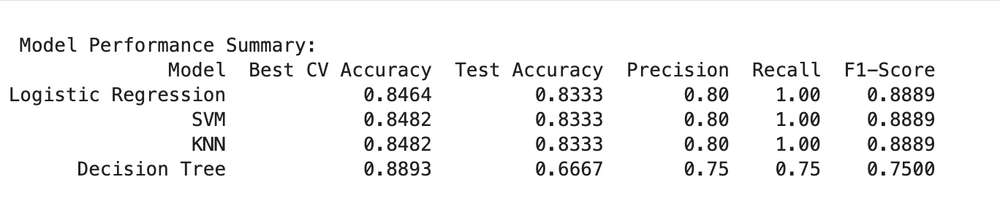 Model Performance Summary:
Model Best CV Accuracy Test Accuracy Precision Recall F1-Score
Logistic Regression 0.8464 0.8333 0.80 1.00 0.8889
SVM 0.8482 0.8333 0.80 1.00 0.8889
KNN 0.8482 0.8333 0.80 1.00 0.8889
Decision Tree 0.8893 0.6667 0.75 0.75 0.7500